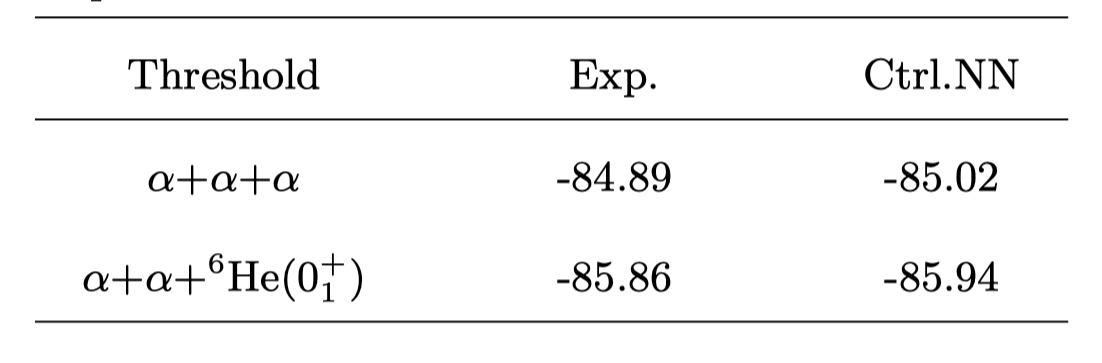 Threshold Exp. Ctrl.NN
α+α+α -84.89 -85.02
α+α+⁶He(0₁⁺) -85.86 -85.94